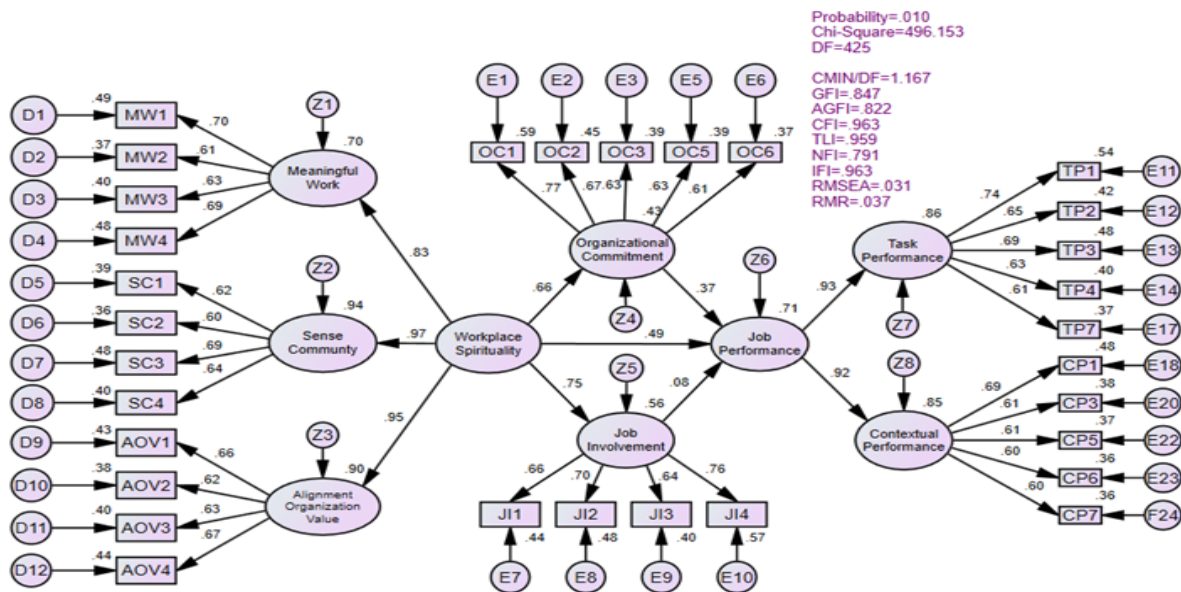 Probability=.010
Chi-Square=496.153
DF=425
CMIN/DF=1.167
GFI=.847
AGFI=.822
CFI=.963
TLI=.959
NFI=.791
IFI=.963
RMSEA=.031
RMR=.037
D1
.49
MW1
.70
D2
.37
MW2
.61
D3
.40
MW3
.63
D4
.48
MW4
.69
Z1
.70
Meaningful
Work
.83
D5
.39
SC1
.62
D6
.36
SC2
.60
D7
.48
SC3
.69
D8
.40
SC4
.64
Z2
.94
Sense
Communty
.97
D9
.43
AOV1
.66
D10
.38
AOV2
.62
D11
.40
AOV3
.63
D12
.44
AOV4
.67
Z3
.90
Alignment
Organization
Value
.95
Workplace
Spirituality
E1
E2
E3
E5
E6
.59
.45
.39
.39
.37
OC1
OC2
OC3
OC5
OC6
.77
.67
.63
.63
.61
.43
Organizational
Commitment
Z4
.66
.37
.49
.75
.08
Z5
.56
Job
Involvement
.66
.70
.64
.76
JI1
JI2
JI3
JI4
.44
.48
.40
.57
E7
E8
E9
E10
Z6
.71
Job
Performance
.93
.92
.86
Task
Performance
Z7
.74
.65
.69
.63
.61
.54
TP1
E11
.42
TP2
E12
.48
TP3
E13
.40
TP4
E14
.37
TP7
E17
Z8
.85
Contextual
Performance
.69
.61
.61
.60
.60
.48
CP1
E18
.38
CP3
E20
.37
CP5
E22
.36
CP6
E23
.36
CP7
F24